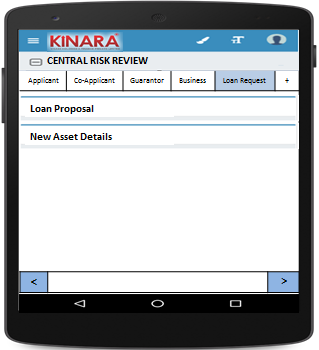 KINARA
CENTRAL RISK REVIEW
Applicant Co-Applicant Guarantor Business Loan Request +
Loan Proposal
New Asset Details
< >